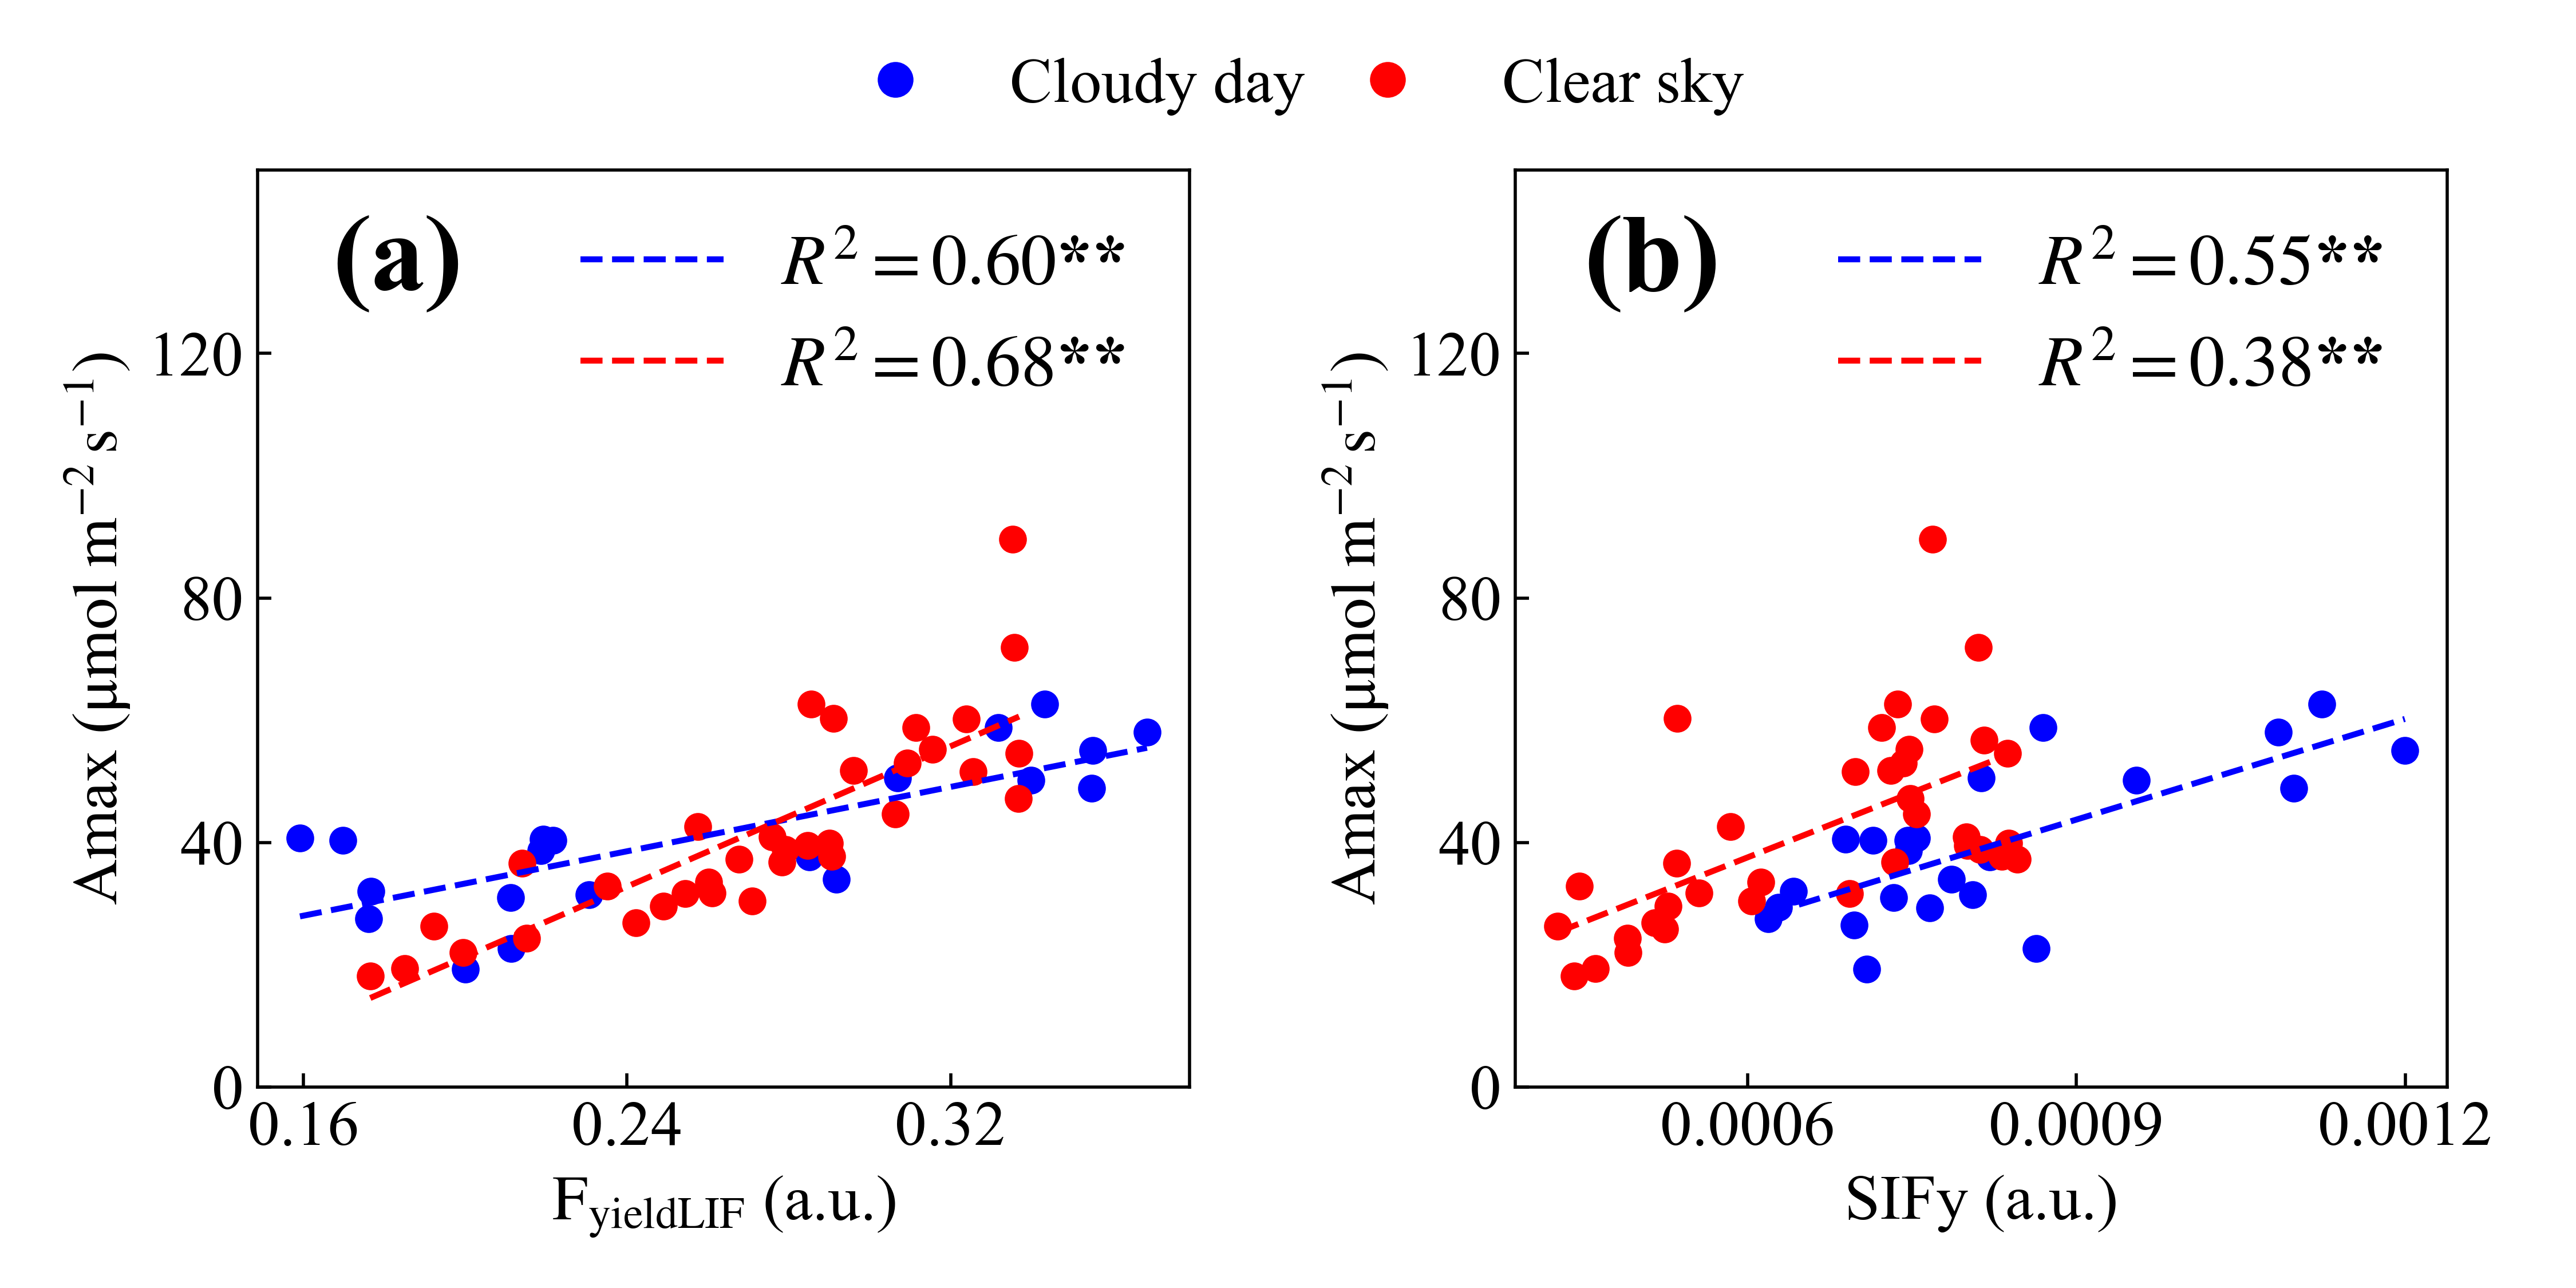 Cloudy day Clear sky
(a)
R² = 0.60**
R² = 0.68**
120
80
40
0
0.16 0.24 0.32
Amax (μmol m⁻² s⁻¹)
FyieldLIF (a.u.)
(b)
R² = 0.55**
R² = 0.38**
120
80
40
0
0.0006 0.0009 0.0012
Amax (μmol m⁻² s⁻¹)
SIFy (a.u.)